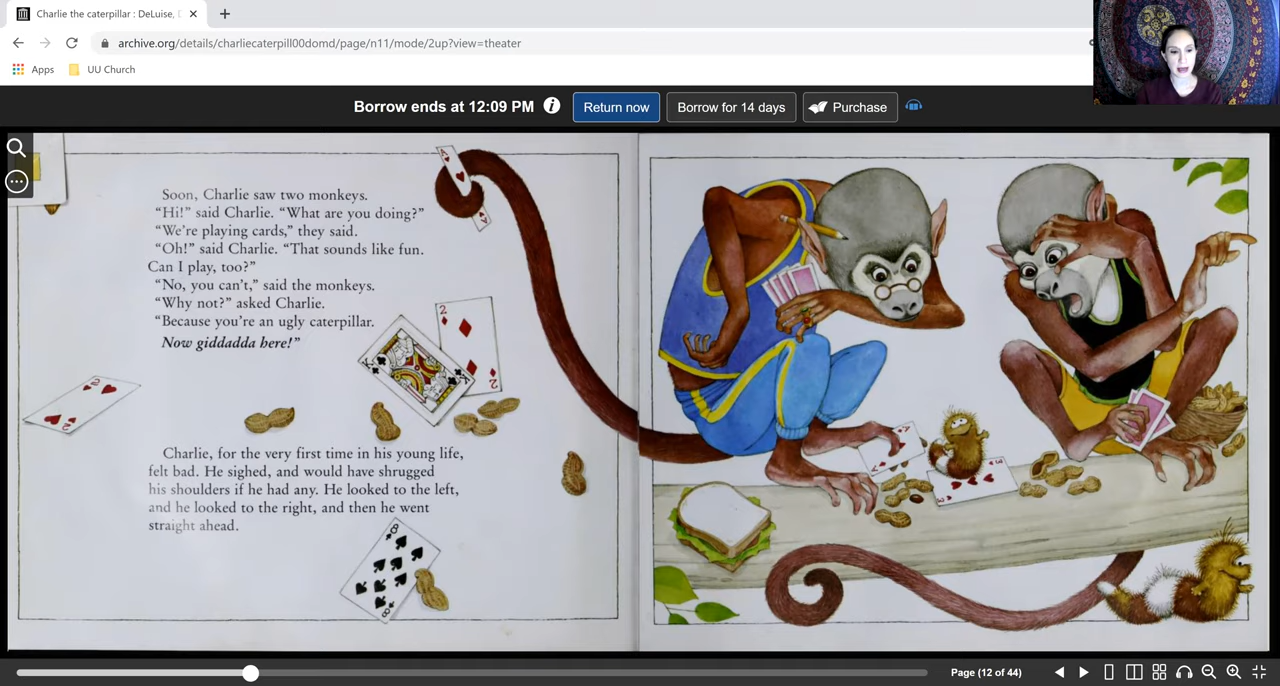 Charlie the caterpillar : DeLuise,
archive.org/details/charliecaterpill00domd/page/n11/mode/2up?view=theater
Apps
UU Church
Borrow ends at 12:09 PM
Return now
Borrow for 14 days
Purchase
Soon, Charlie saw two monkeys.
“Hi!” said Charlie. “What are you doing?”
“We’re playing cards,” they said.
“Oh!” said Charlie. “That sounds like fun.
Can I play, too?”
“No, you can’t,” said the monkeys.
“Why not?” asked Charlie.
“Because you’re an ugly caterpillar.
Now giddadda here!”
Charlie, for the very first time in his young life,
felt bad. He sighed, and would have shrugged
his shoulders if he had any. He looked to the left,
and he looked to the right, and then he went
straight ahead.
Page (12 of 44)